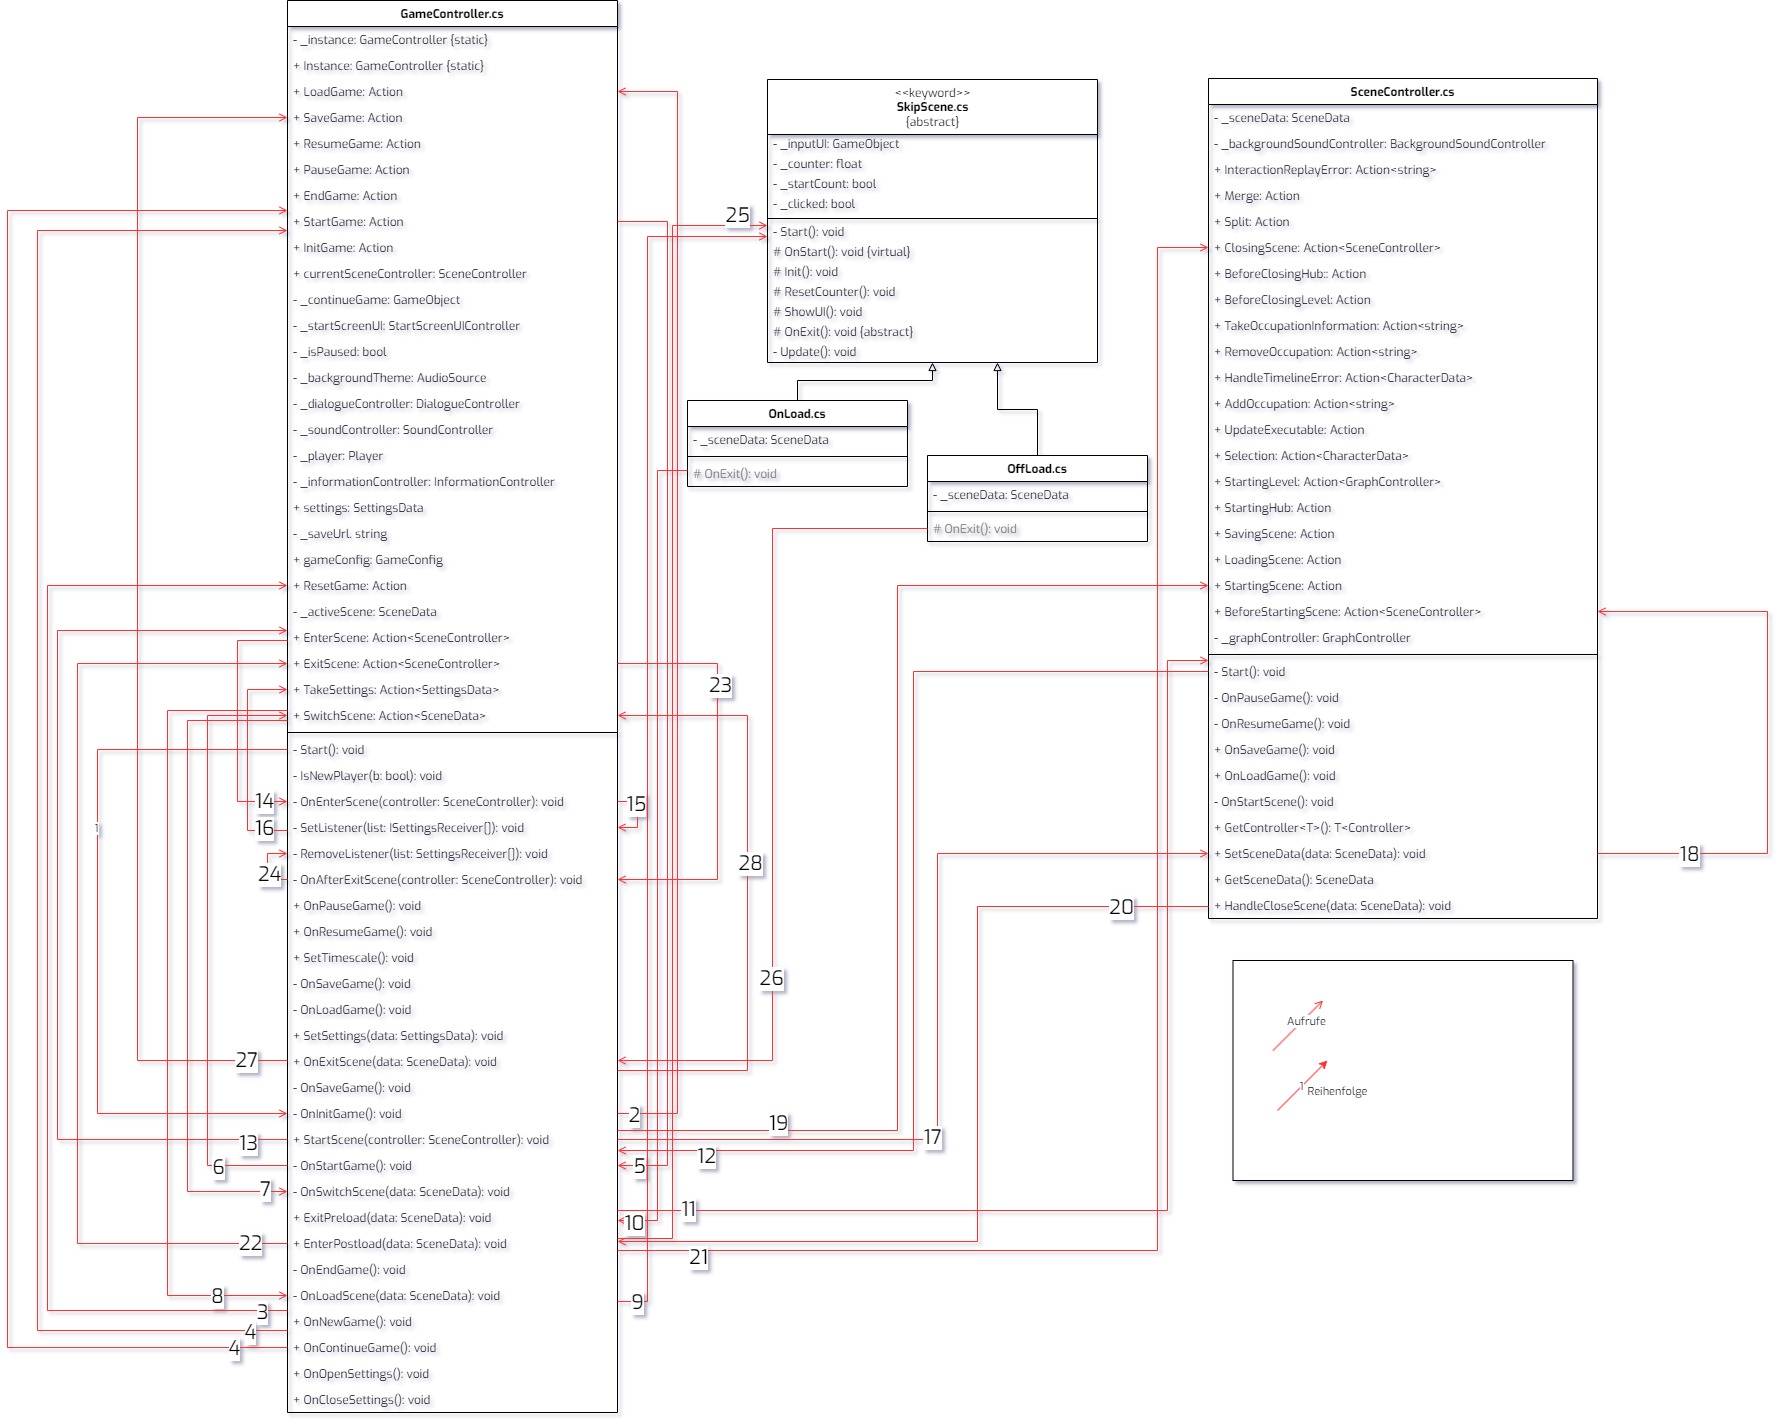 GameController.cs
- _instance: GameController {static}
+ Instance: GameController {static}
+ LoadGame: Action
+ SaveGame: Action
+ ResumeGame: Action
+ PauseGame: Action
+ EndGame: Action
+ StartGame: Action
+ InitGame: Action
+ currentSceneController: SceneController
- _continueGame: GameObject
- _startScreenUI: StartScreenUIController
- _isPaused: bool
- _backgroundTheme: AudioSource
- _dialogueController: DialogueController
- _soundController: SoundController
- _player: Player
- _informationController: InformationController
+ settings: SettingsData
- _saveUrl. string
+ gameConfig: GameConfig
+ ResetGame: Action
- _activeScene: SceneData
+ EnterScene: Action<SceneController>
+ ExitScene: Action<SceneController>
+ TakeSettings: Action<SettingsData>
+ SwitchScene: Action<SceneData>
- Start(): void
- IsNewPlayer(b: bool): void
- OnEnterScene(controller: SceneController): void
- SetListener(list: ISettingsReceiver[]): void
- RemoveListener(list: SettingsReceiver[]): void
- OnAfterExitScene(controller: SceneController): void
+ OnPauseGame(): void
+ OnResumeGame(): void
+ SetTimescale(): void
- OnSaveGame(): void
- OnLoadGame(): void
+ SetSettings(data: SettingsData): void
+ OnExitScene(data: SceneData): void
- OnSaveGame(): void
- OnInitGame(): void
+ StartScene(controller: SceneController): void
- OnStartGame(): void
- OnSwitchScene(data: SceneData): void
+ ExitPreload(data: SceneData): void
+ EnterPostload(data: SceneData): void
- OnEndGame(): void
- OnLoadScene(data: SceneData): void
+ OnNewGame(): void
+ OnContinueGame(): void
+ OnOpenSettings(): void
+ OnCloseSettings(): void
<<keyword>>
SkipScene.cs
{abstract}
- _inputUI: GameObject
- _counter: float
- _startCount: bool
- _clicked: bool
- Start(): void
# OnStart(): void {virtual}
# Init(): void
# ResetCounter(): void
# ShowUI(): void
# OnExit(): void {abstract}
- Update(): void
OnLoad.cs
- _sceneData: SceneData
# OnExit(): void
OffLoad.cs
- _sceneData: SceneData
# OnExit(): void
SceneController.cs
- _sceneData: SceneData
- _backgroundSoundController: BackgroundSoundController
+ InteractionReplayError: Action<string>
+ Merge: Action
+ Split: Action
+ ClosingScene: Action<SceneController>
+ BeforeClosingHub:: Action
+ BeforeClosingLevel: Action
+ TakeOccupationInformation: Action<string>
+ RemoveOccupation: Action<string>
+ HandleTimelineError: Action<CharacterData>
+ AddOccupation: Action<string>
+ UpdateExecutable: Action
+ Selection: Action<CharacterData>
+ StartingLevel: Action<GraphController>
+ StartingHub: Action
+ SavingScene: Action
+ LoadingScene: Action
+ StartingScene: Action
+ BeforeStartingScene: Action<SceneController>
- _graphController: GraphController
- Start(): void
- OnPauseGame(): void
- OnResumeGame(): void
+ OnSaveGame(): void
+ OnLoadGame(): void
- OnStartScene(): void
+ GetController<T>(): T<Controller>
+ SetSceneData(data: SceneData): void
+ GetSceneData(): SceneData
+ HandleCloseScene(data: SceneData): void
25
23
14
15
16
1
24
28
18
20
26
27
2
19
17
13
12
6
5
7
11
10
22
21
8
9
3
4
4
Aufrufe
1
Reihenfolge